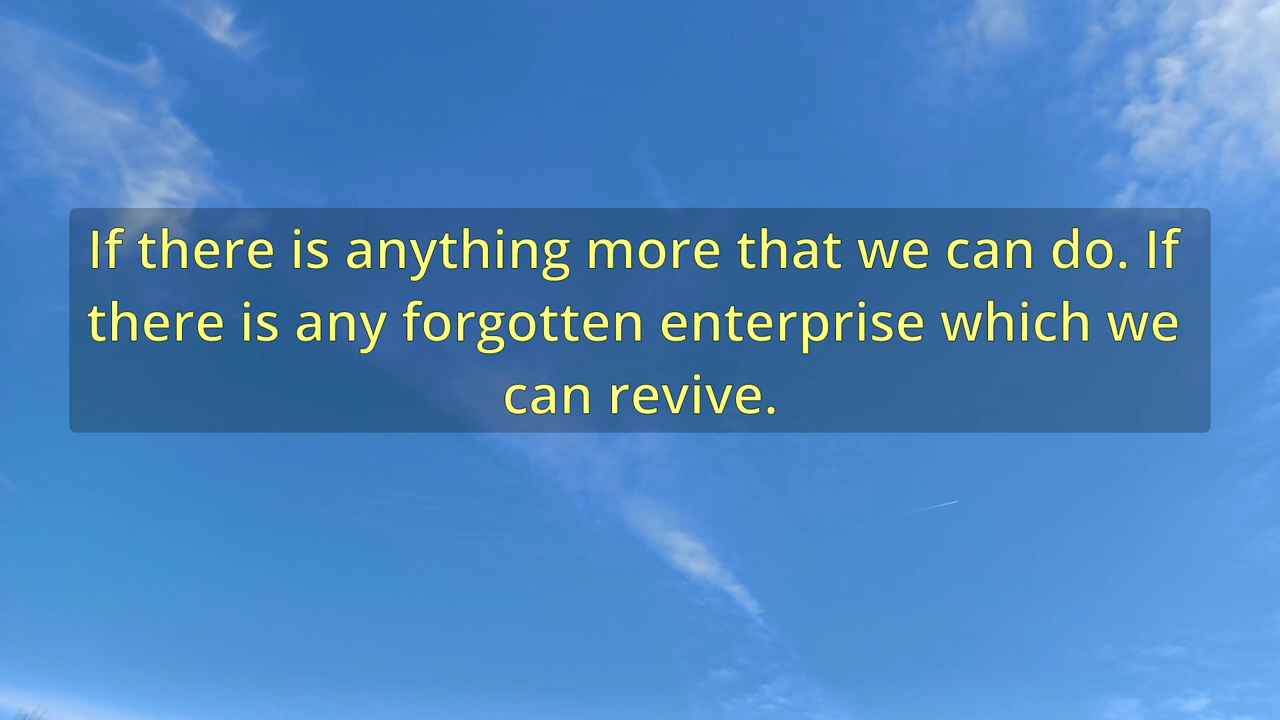 If there is anything more that we can do. If
there is any forgotten enterprise which we
can revive.